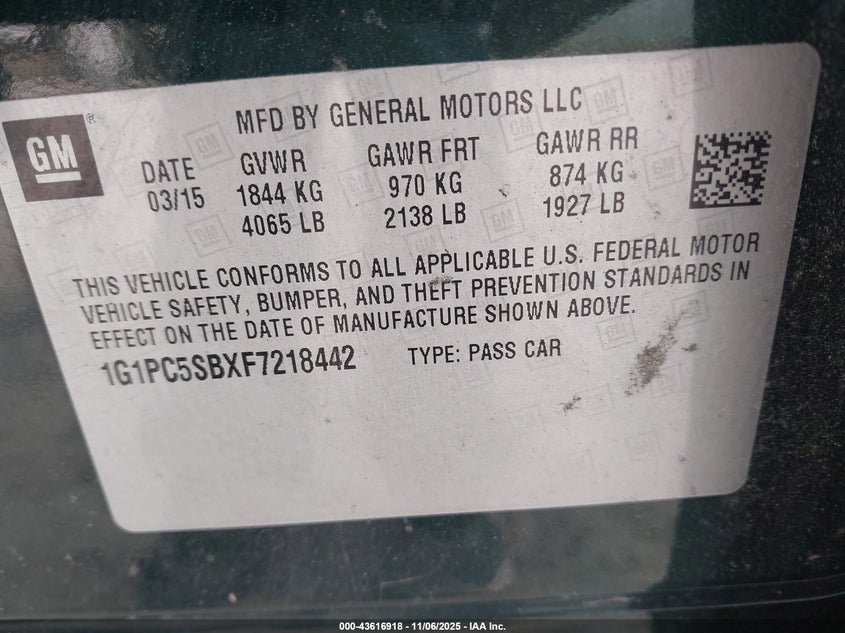 GM
MFD BY GENERAL MOTORS LLC
DATE GVWR GAWR FRT GAWR RR
03/15 1844 KG 970 KG 874 KG
4065 LB 2138 LB 1927 LB
THIS VEHICLE CONFORMS TO ALL APPLICABLE U.S. FEDERAL MOTOR
VEHICLE SAFETY, BUMPER, AND THEFT PREVENTION STANDARDS IN
EFFECT ON THE DATE OF MANUFACTURE SHOWN ABOVE.
1G1PC5SBXF7218442 TYPE: PASS CAR
000-43616918 - 11/06/2025 - IAA Inc.